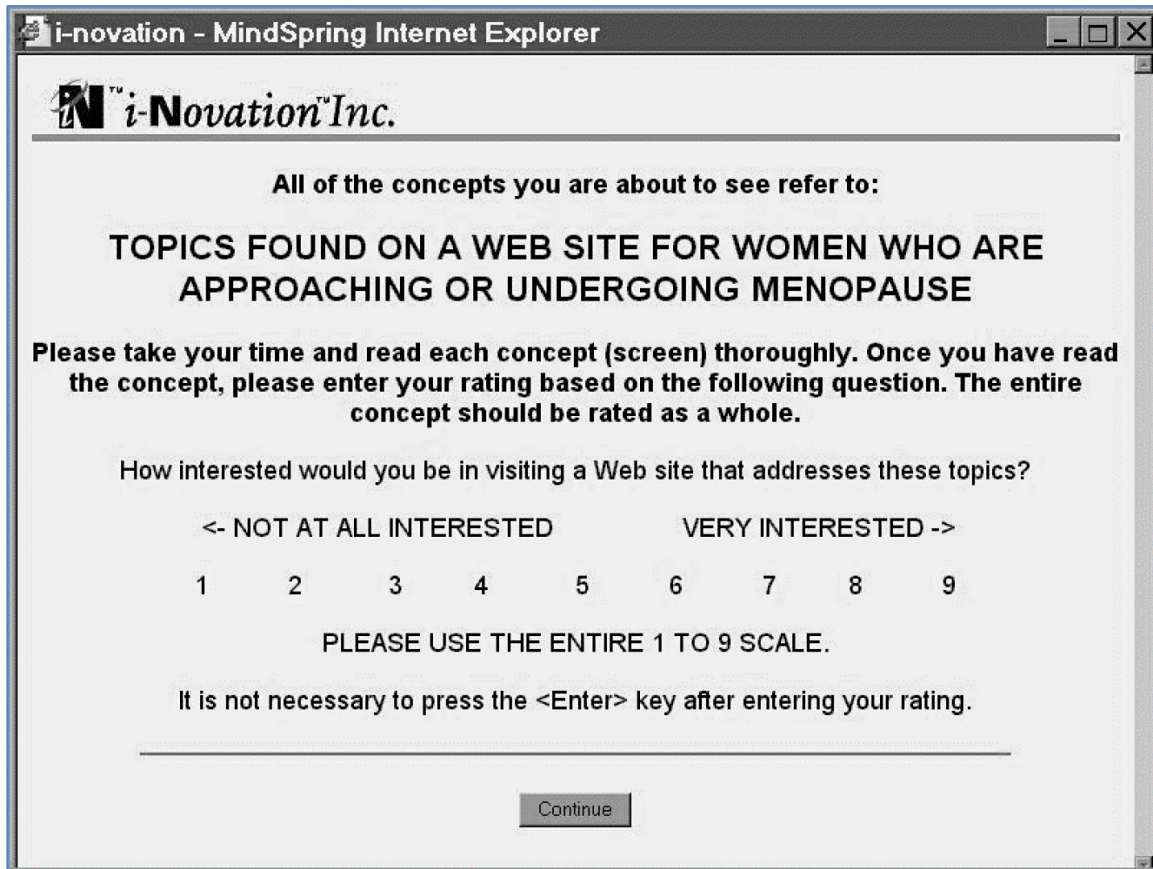 i-novation - MindSpring Internet Explorer
iN™ i-Novation™ Inc.
All of the concepts you are about to see refer to:
TOPICS FOUND ON A WEB SITE FOR WOMEN WHO ARE
APPROACHING OR UNDERGOING MENOPAUSE
Please take your time and read each concept (screen) thoroughly. Once you have read
the concept, please enter your rating based on the following question. The entire
concept should be rated as a whole.
How interested would you be in visiting a Web site that addresses these topics?
<- NOT AT ALL INTERESTED VERY INTERESTED ->
1 2 3 4 5 6 7 8 9
PLEASE USE THE ENTIRE 1 TO 9 SCALE.
It is not necessary to press the <Enter> key after entering your rating.
Continue